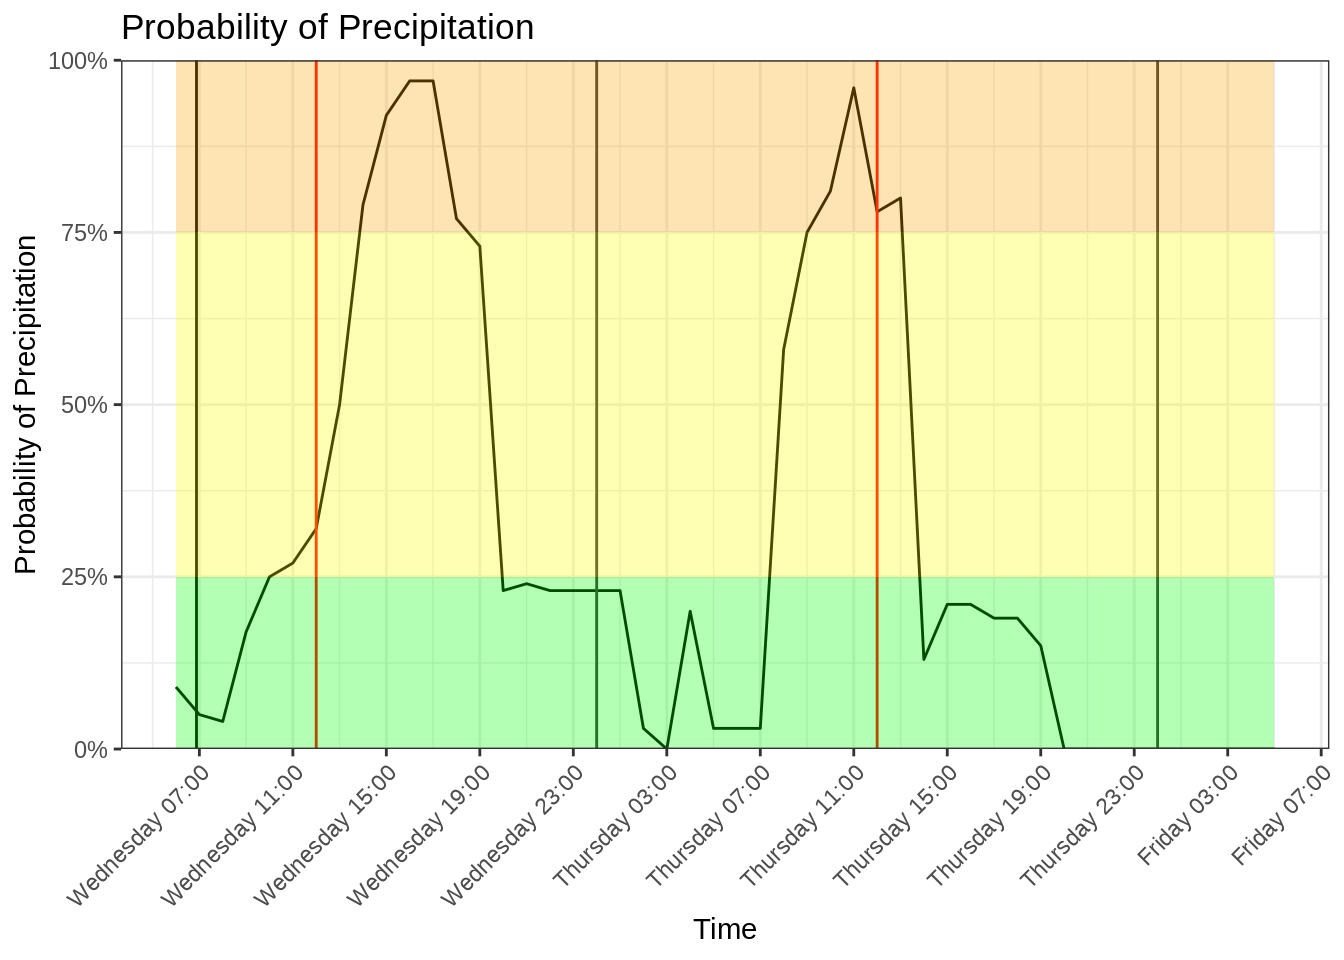 Probability of Precipitation
Probability of Precipitation
100%
75%
50%
25%
0%
Wednesday 07:00
Wednesday 11:00
Wednesday 15:00
Wednesday 19:00
Wednesday 23:00
Thursday 03:00
Thursday 07:00
Thursday 11:00
Thursday 15:00
Thursday 19:00
Thursday 23:00
Friday 03:00
Friday 07:00
Time